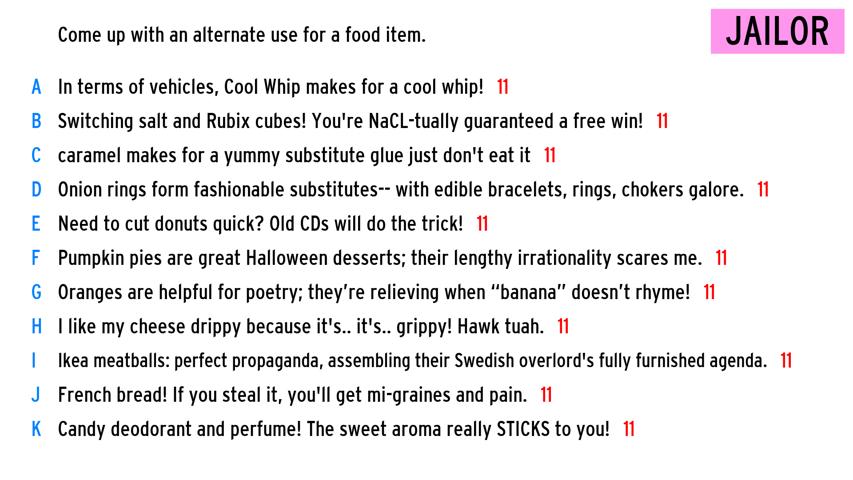 Come up with an alternate use for a food item.
JAILOR
A In terms of vehicles, Cool Whip makes for a cool whip! 11
B Switching salt and Rubix cubes! You're NaCL-tually guaranteed a free win! 11
C caramel makes for a yummy substitute glue just don't eat it 11
D Onion rings form fashionable substitutes-- with edible bracelets, rings, chokers galore. 11
E Need to cut donuts quick? Old CDs will do the trick! 11
F Pumpkin pies are great Halloween desserts; their lengthy irrationality scares me. 11
G Oranges are helpful for poetry; they’re relieving when “banana” doesn’t rhyme! 11
H I like my cheese drippy because it's.. it's.. grippy! Hawk tuah. 11
I Ikea meatballs: perfect propaganda, assembling their Swedish overlord's fully furnished agenda. 11
J French bread! If you steal it, you'll get mi-graines and pain. 11
K Candy deodorant and perfume! The sweet aroma really STICKS to you! 11